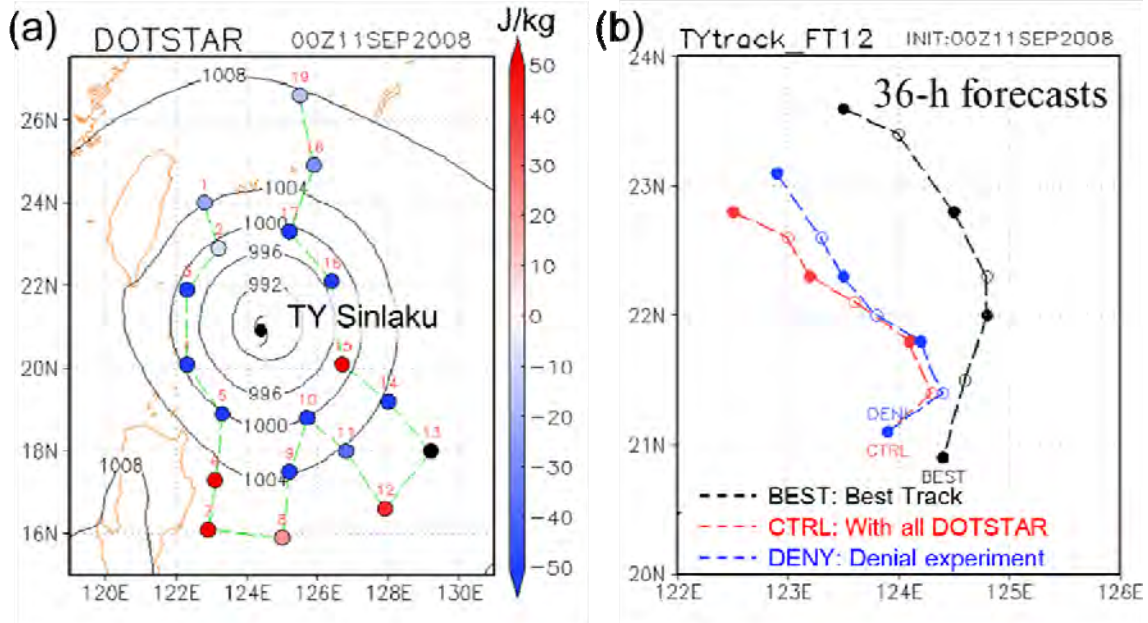 (a)
DOTSTAR
00Z11SEP2008
J/kg
26N
24N
22N
20N
18N
16N
120E
122E
124E
126E
128E
130E
1008
1004
1000
996
992
996
1000
1004
1008
TY Sinlaku
19
18
17
16
15
14
13
12
11
10
9
8
7
6
5
3
2
1
50
40
30
20
10
0
−10
−20
−30
−40
−50
(b)
TYtrack_FT12
INIT:00Z11SEP2008
36-h forecasts
24N
23N
22N
21N
20N
122E
123E
124E
125E
126E
DENY
CTRL
BEST
BEST: Best Track
CTRL: With all DOTSTAR
DENY: Denial experiment